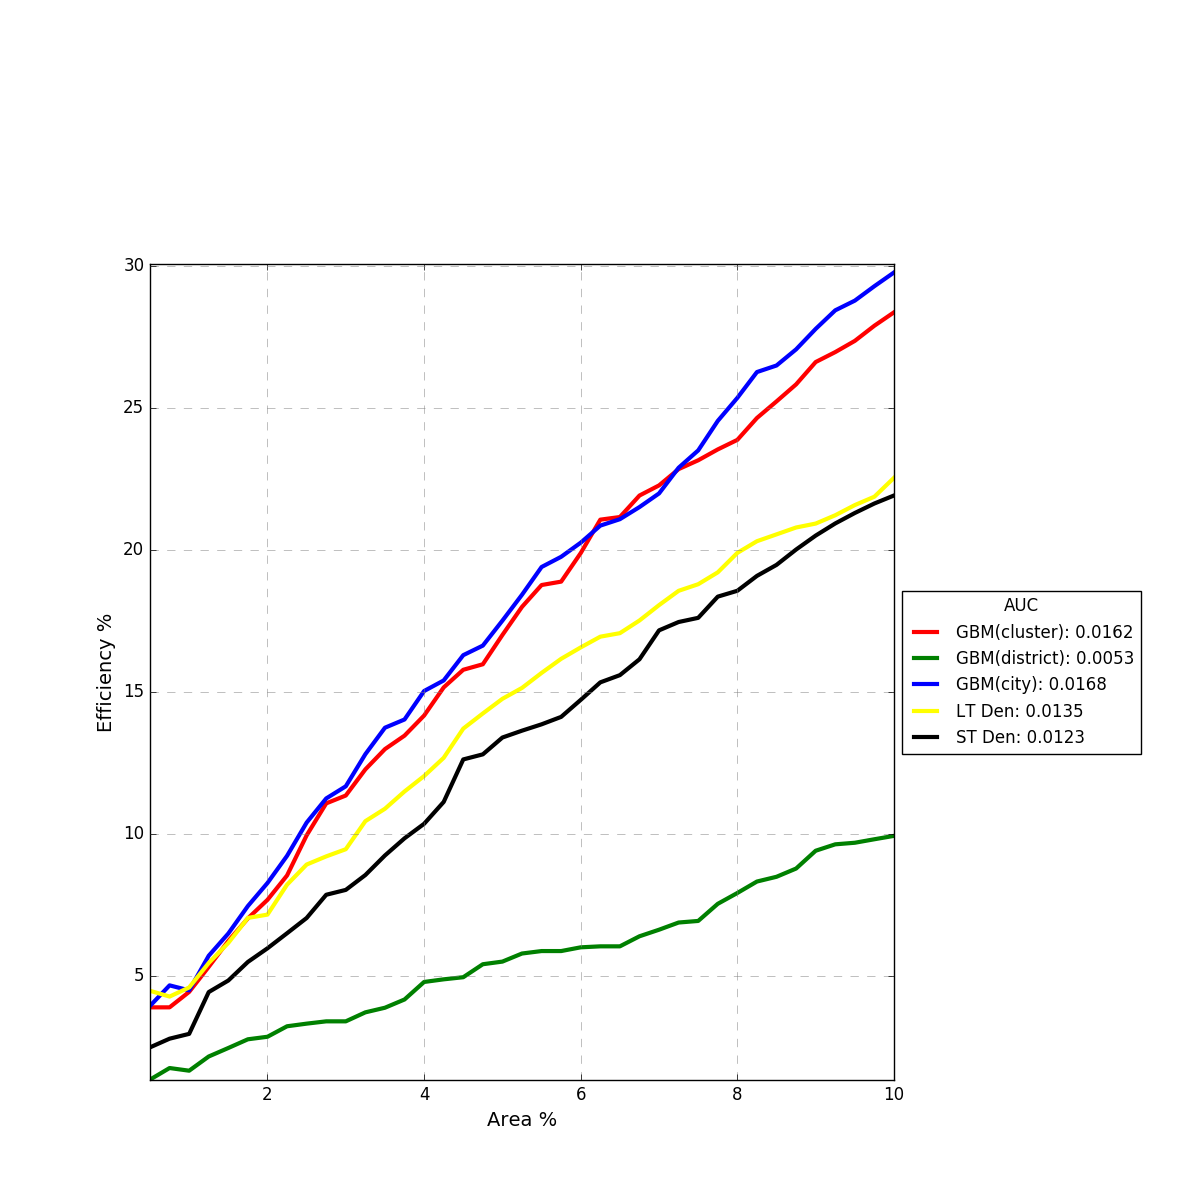 30
25
20
15
10
5
Efficiency %
2 4 6 8 10
Area %
AUC
GBM(cluster): 0.0162
GBM(district): 0.0053
GBM(city): 0.0168
LT Den: 0.0135
ST Den: 0.0123